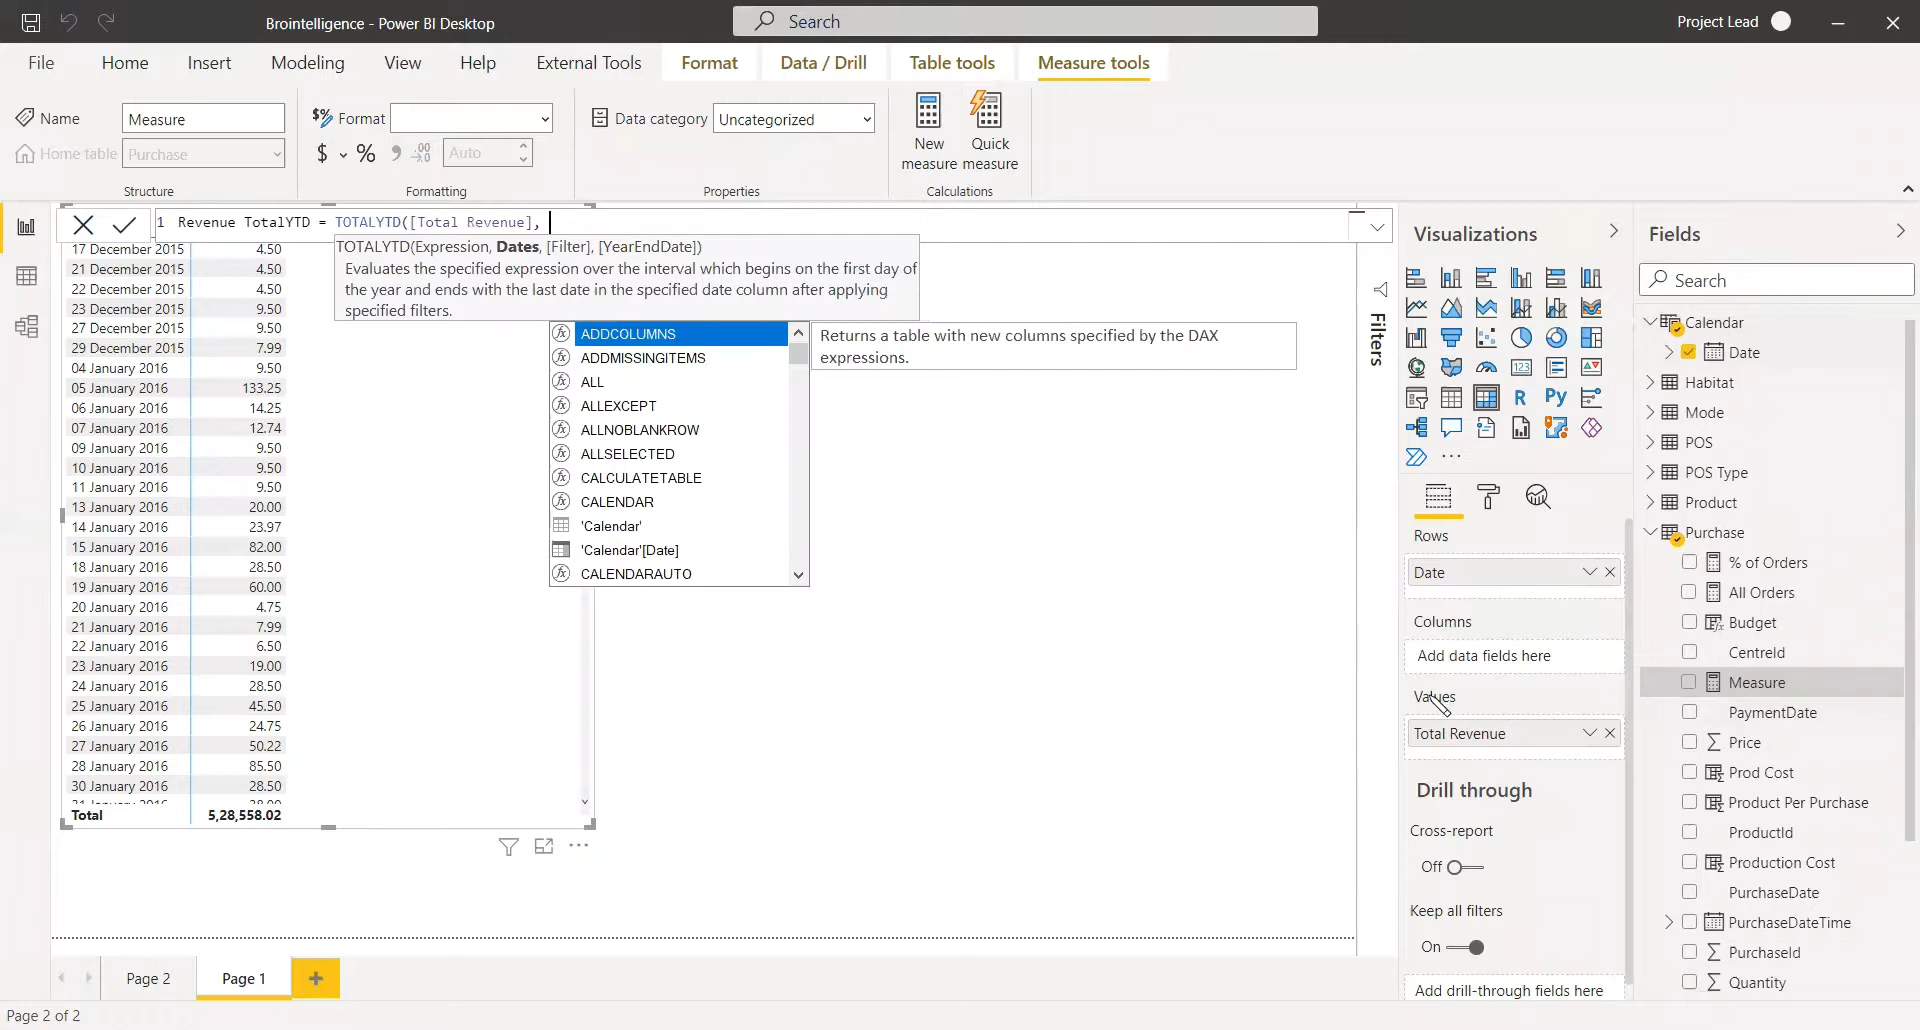 Brointelligence - Power BI Desktop
Search
Project Lead
File
Home
Insert
Modeling
View
Help
External Tools
Format
Data / Drill
Table tools
Measure tools
Name
Measure
Home table
Purchase
Structure
$% Format
$ % 9 .00
Auto
Formatting
Data category
Uncategorized
Properties
New measure
Quick measure
Calculations
1 Revenue TotalYTD = TOTALYTD([Total Revenue],
TOTALYTD(Expression, Dates, [Filter], [YearEndDate])
Evaluates the specified expression over the interval which begins on the first day of
the year and ends with the last date in the specified date column after applying
specified filters.
ADDCOLUMNS
ADDMISSINGITEMS
ALL
ALLEXCEPT
ALLNOBLANKROW
ALLSELECTED
CALCULATETABLE
CALENDAR
'Calendar'
'Calendar'[Date]
CALENDARAUTO
Returns a table with new columns specified by the DAX
expressions.
17 December 2015 4.50
21 December 2015 4.50
22 December 2015 4.50
23 December 2015 9.50
27 December 2015 9.50
29 December 2015 7.99
04 January 2016 9.50
05 January 2016 133.25
06 January 2016 14.25
07 January 2016 12.74
09 January 2016 9.50
10 January 2016 9.50
11 January 2016 9.50
13 January 2016 20.00
14 January 2016 23.97
15 January 2016 82.00
18 January 2016 28.50
19 January 2016 60.00
20 January 2016 4.75
21 January 2016 7.99
22 January 2016 6.50
23 January 2016 19.00
24 January 2016 28.50
25 January 2016 45.50
26 January 2016 24.75
27 January 2016 50.22
28 January 2016 85.50
30 January 2016 28.50
Total 5,28,558.02
Filters
Visualizations
123
R
Py
Rows
Date
Columns
Add data fields here
Values
Total Revenue
Drill through
Cross-report
Off
Keep all filters
On
Add drill-through fields here
Fields
Search
Calendar
Date
Habitat
Mode
POS
POS Type
Product
Purchase
% of Orders
All Orders
Budget
CentreId
Measure
PaymentDate
Price
Prod Cost
Product Per Purchase
ProductId
Production Cost
PurchaseDate
PurchaseDateTime
PurchaseId
Quantity
Page 2
Page 1
Page 2 of 2